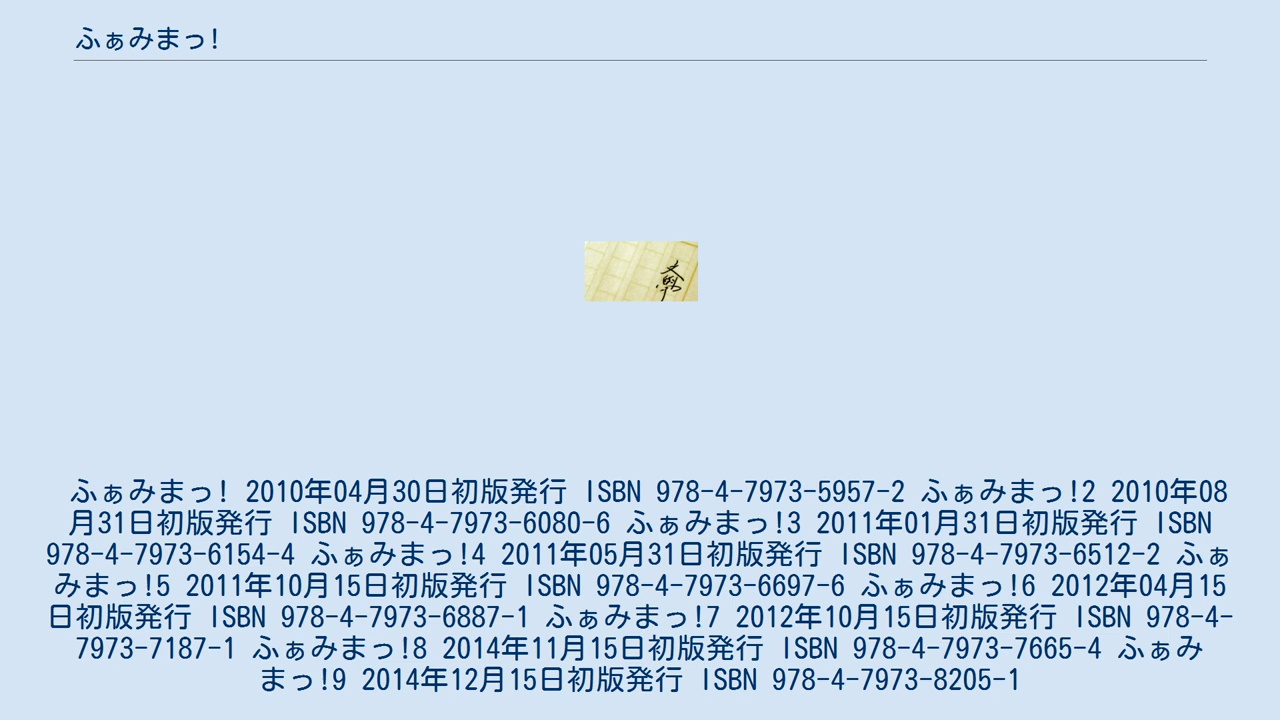 ふぁみまっ!
ふぁみまっ! 2010年04月30日初版発行 ISBN 978-4-7973-5957-2 ふぁみまっ!2 2010年08
月31日初版発行 ISBN 978-4-7973-6080-6 ふぁみまっ!3 2011年01月31日初版発行 ISBN
978-4-7973-6154-4 ふぁみまっ!4 2011年05月31日初版発行 ISBN 978-4-7973-6512-2 ふぁ
みまっ!5 2011年10月15日初版発行 ISBN 978-4-7973-6697-6 ふぁみまっ!6 2012年04月15
日初版発行 ISBN 978-4-7973-6887-1 ふぁみまっ!7 2012年10月15日初版発行 ISBN 978-4-
7973-7187-1 ふぁみまっ!8 2014年11月15日初版発行 ISBN 978-4-7973-7665-4 ふぁみ
まっ!9 2014年12月15日初版発行 ISBN 978-4-7973-8205-1